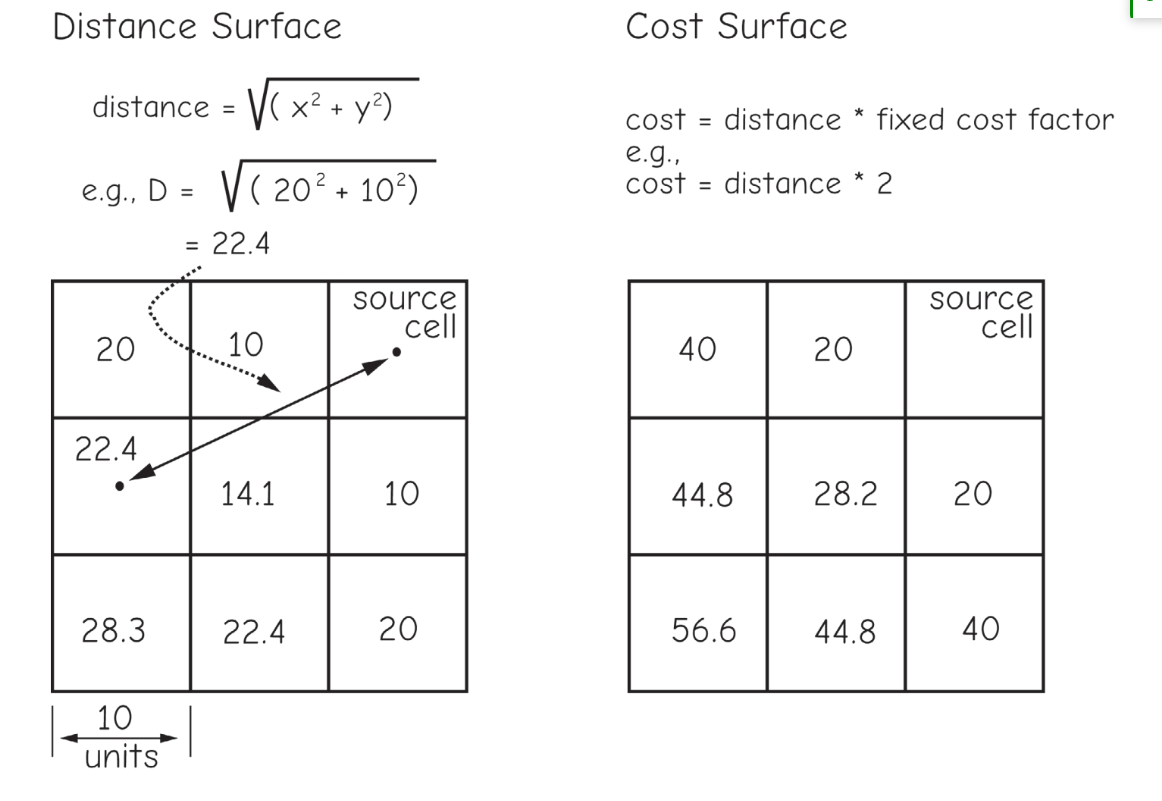 Distance Surface
distance = √( x² + y²)
e.g., D = √( 20² + 10²)
= 22.4
20 10 source cell
22.4 14.1 10
28.3 22.4 20
10
units
Cost Surface
cost = distance * fixed cost factor
e.g.,
cost = distance * 2
40 20 source cell
44.8 28.2 20
56.6 44.8 40